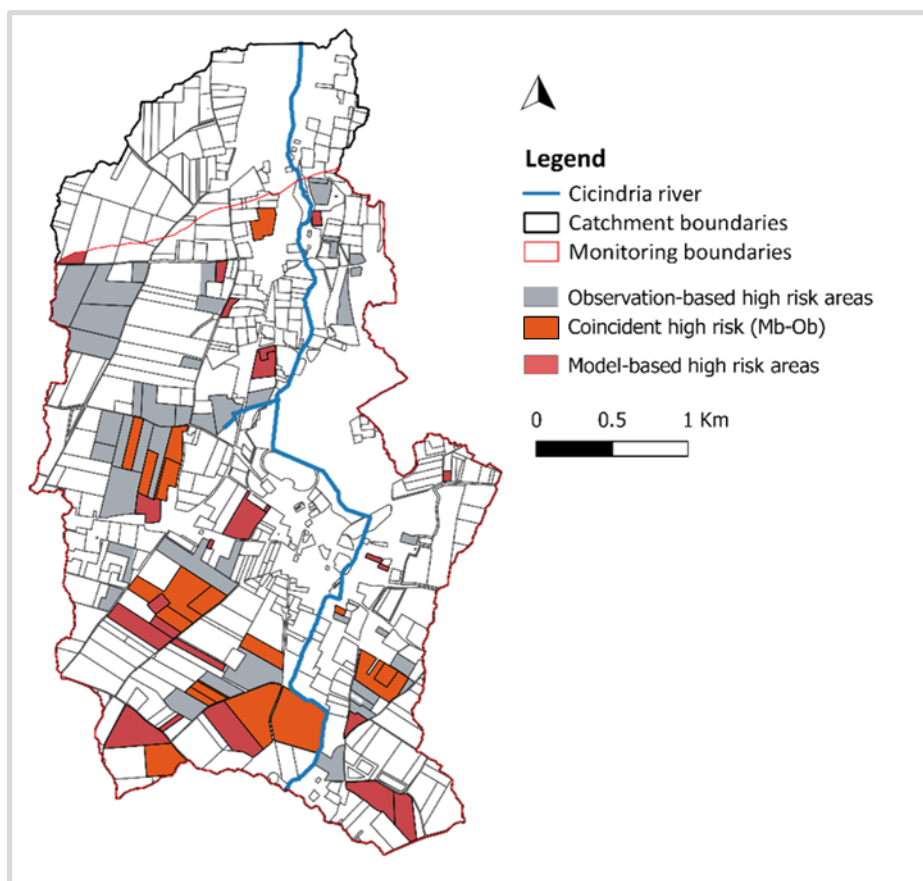 Legend
Cicindria river
Catchment boundaries
Monitoring boundaries
Observation-based high risk areas
Coincident high risk (Mb-Ob)
Model-based high risk areas
0 0.5 1 Km